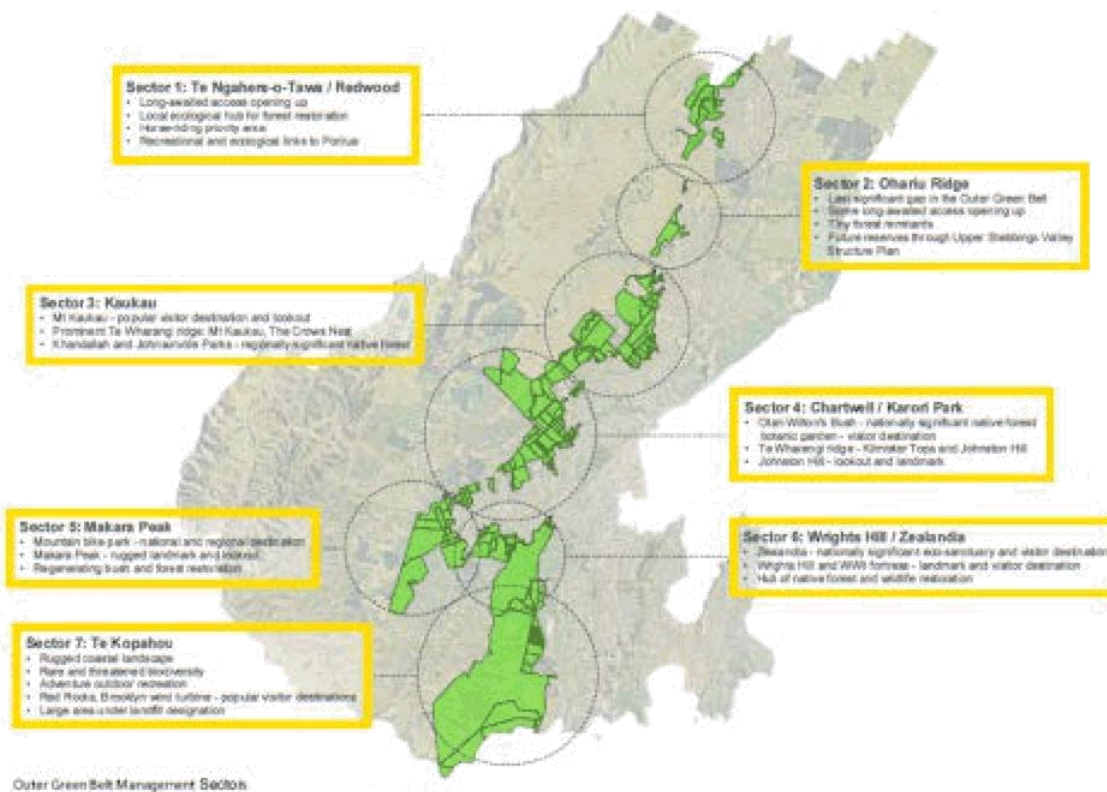 Sector 1: Te Ngahere-o-Tawa / Redwood
• Long-awaited access opening up
• Local ecological hub for forest restoration
• Horse-riding priority area
• Recreational and ecological links to Porirua
Sector 2: Ohariu Ridge
• Last significant gap in the Outer Green Belt
• Some long-awaited access opening up
• Tiny forest remnants
• Future reserves through Upper Stebbings Valley
Structure Plan
Sector 3: Kaukau
• Mt Kaukau - popular visitor destination and lookout
• Prominent Te Wharangi ridge: Mt Kaukau, The Crows Nest
• Khandallah and Johnsonville Parks - regionally significant native forest
Sector 4: Chartwell / Karori Park
• Otari-Wilton's Bush - nationally significant native forest
botanic garden - visitor destination
• Te Wharangi ridge - Kilmister Tops and Johnston Hill
• Johnston Hill - lookout and landmark
Sector 5: Makara Peak
• Mountain bike park - national and regional destination
• Makara Peak - rugged landmark and lookout
• Regenerating bush and forest restoration
Sector 6: Wrights Hill / Zealandia
• Zealandia - nationally significant eco-sanctuary and visitor destination
• Wrights Hill and WWII fortress - landmark and visitor destination
• Hub of native forest and wildlife restoration
Sector 7: Te Kopahou
• Rugged coastal landscape
• Rare and threatened biodiversity
• Adventure outdoor recreation
• Red Rocks, Brooklyn wind turbine - popular visitor destinations
• Large area under landfill designation
Outer Green Belt Management Sectors